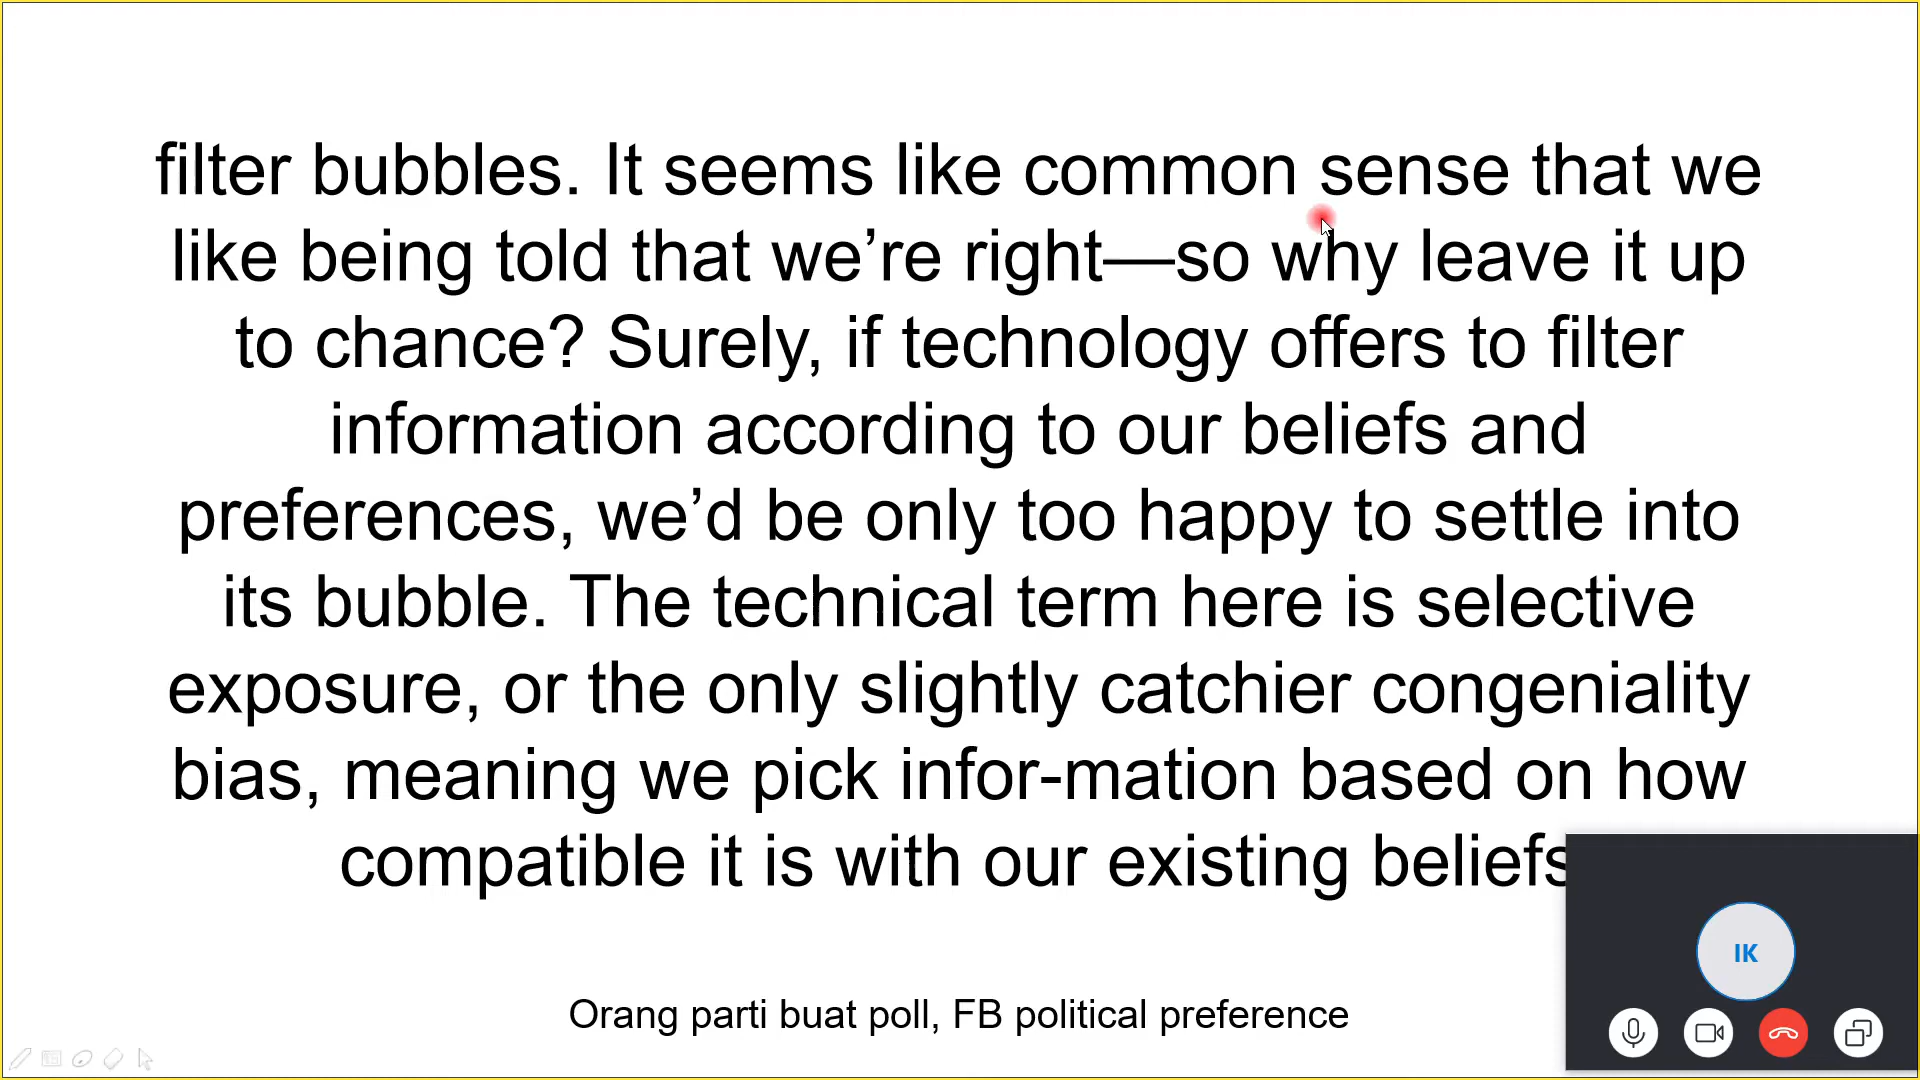 filter bubbles. It seems like common sense that we
like being told that we’re right—so why leave it up
to chance? Surely, if technology offers to filter
information according to our beliefs and
preferences, we’d be only too happy to settle into
its bubble. The technical term here is selective
exposure, or the only slightly catchier congeniality
bias, meaning we pick infor-mation based on how
compatible it is with our existing beliefs
Orang parti buat poll, FB political preference
IK